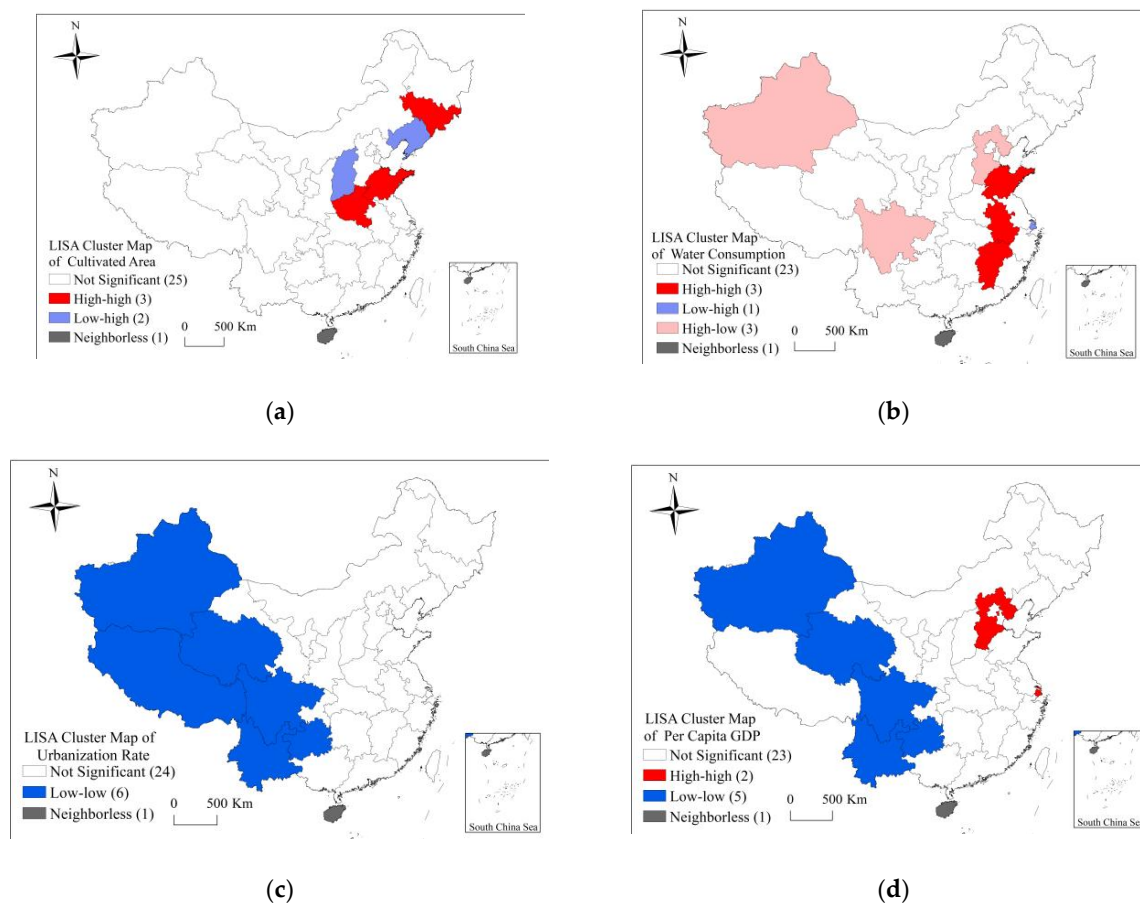 N
LISA Cluster Map
of Cultivated Area
Not Significant (25)
High-high (3)
Low-high (2)
Neighborless (1)
0 500 Km
South China Sea
(a)
N
LISA Cluster Map
of Water Consumption
Not Significant (23)
High-high (3)
Low-high (1)
High-low (3)
Neighborless (1)
0 500 Km
South China Sea
(b)
N
LISA Cluster Map of
Urbanization Rate
Not Significant (24)
Low-low (6)
Neighborless (1)
0 500 Km
South China Sea
(c)
N
LISA Cluster Map
of Per Capita GDP
Not Significant (23)
High-high (2)
Low-low (5)
Neighborless (1)
0 500 Km
South China Sea
(d)